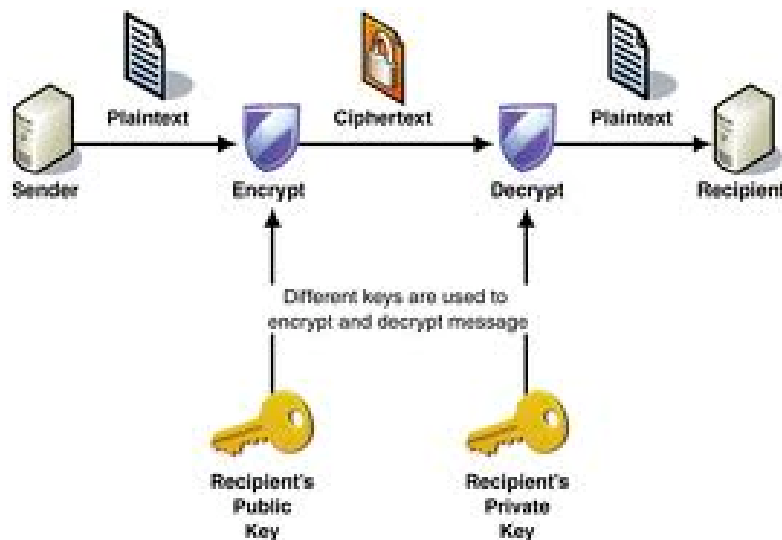 Plaintext
Ciphertext
Plaintext
Sender
Encrypt
Decrypt
Recipient
Different keys are used to
encrypt and decrypt message
Recipient's
Public
Key
Recipient's
Private
Key